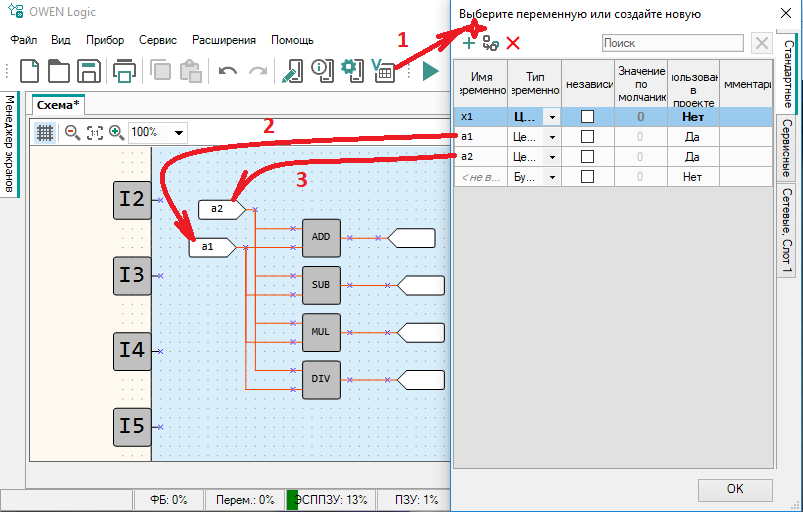 OWEN Logic
Файл Вид Прибор Сервис Расширения Помощь
1
V
Менеджер экранов
Схема*
1:1 100%
2
3
I2
a2
a1
ADD
I3
SUB
I4
MUL
DIV
I5
ФБ: 0% Перем.: 0% ЭСППЗУ: 13% ПЗУ: 1%
Выберите переменную или создайте новую
Поиск
Имя Тип Значение ользован
еременно еременно независи по в мментари
молчани проекте
x1 Ц... 0 Нет
a1 Це... 0 Да
a2 Це... 0 Да
< не в... Бу... Нет
OK
Стандартные
Сервисные
Сетевые, Слот 1